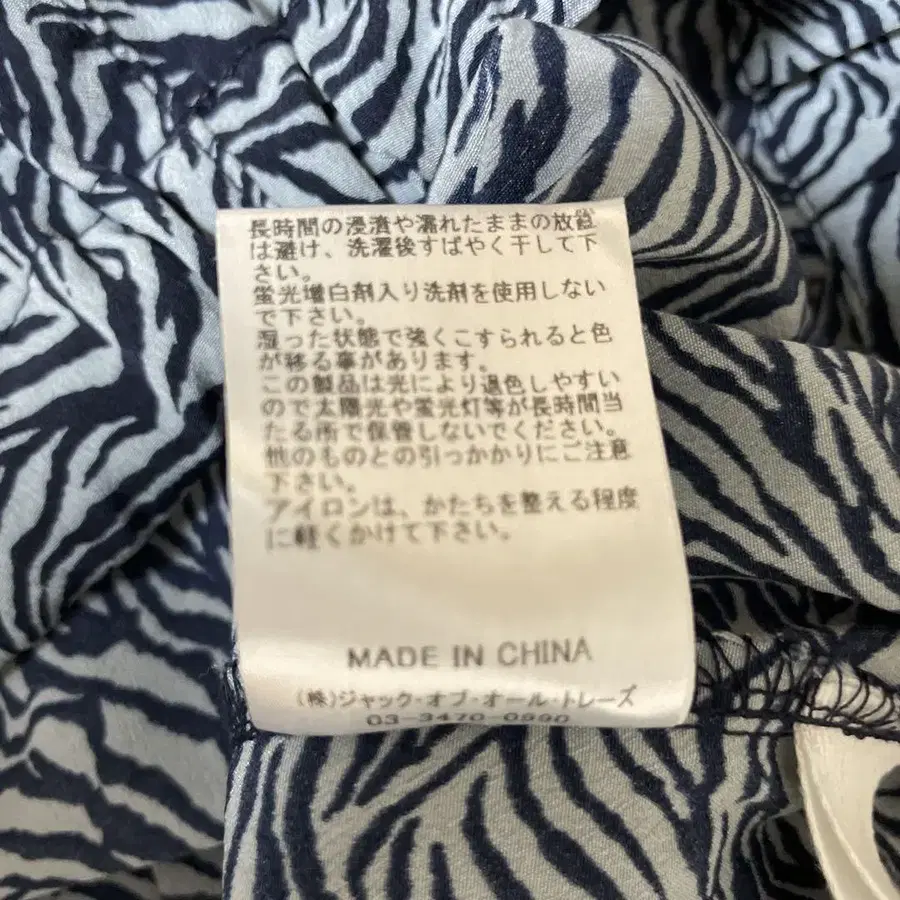 長時間の浸漬や濡れたままの放置
は避け、洗濯後すばやく干して下
さい。
蛍光増白剤入り洗剤を使用しない
で下さい。
湿った状態で強くこすられると色
が移る事があります。
この製品は光により退色しやすい
ので太陽光や蛍光灯等が長時間当
たる所で保管しないでください。
他のものとの引っかかりにご注意
下さい。
アイロンは、かたちを整える程度
に軽くかけて下さい。
MADE IN CHINA
(株)ジャック・オブ・オール・トレーズ
03-3470-0990